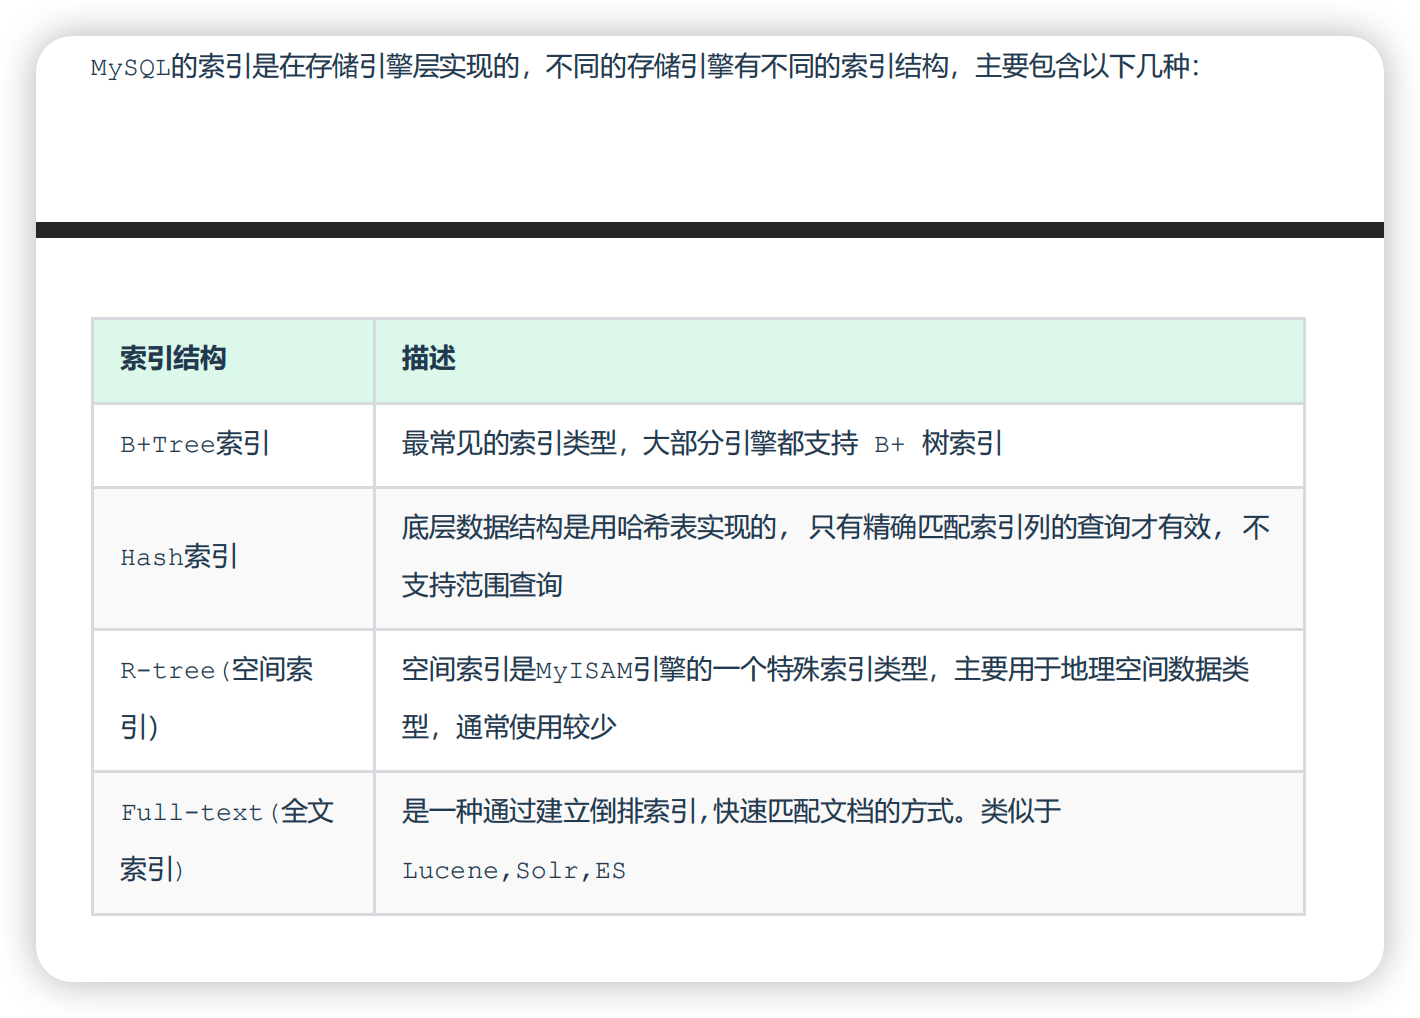 MySQL的索引是在存储引擎层实现的，不同的存储引擎有不同的索引结构，主要包含以下几种：
索引结构 描述
B+Tree索引 最常见的索引类型，大部分引擎都支持 B+ 树索引
Hash索引
底层数据结构是用哈希表实现的， 只有精确匹配索引列的查询才有效， 不
支持范围查询
R-tree(空间索
引)
空间索引是MyISAM引擎的一个特殊索引类型，主要用于地理空间数据类
型，通常使用较少
Full-text(全文
索引)
是一种通过建立倒排索引,快速匹配文档的方式。类似于
Lucene,Solr,ES